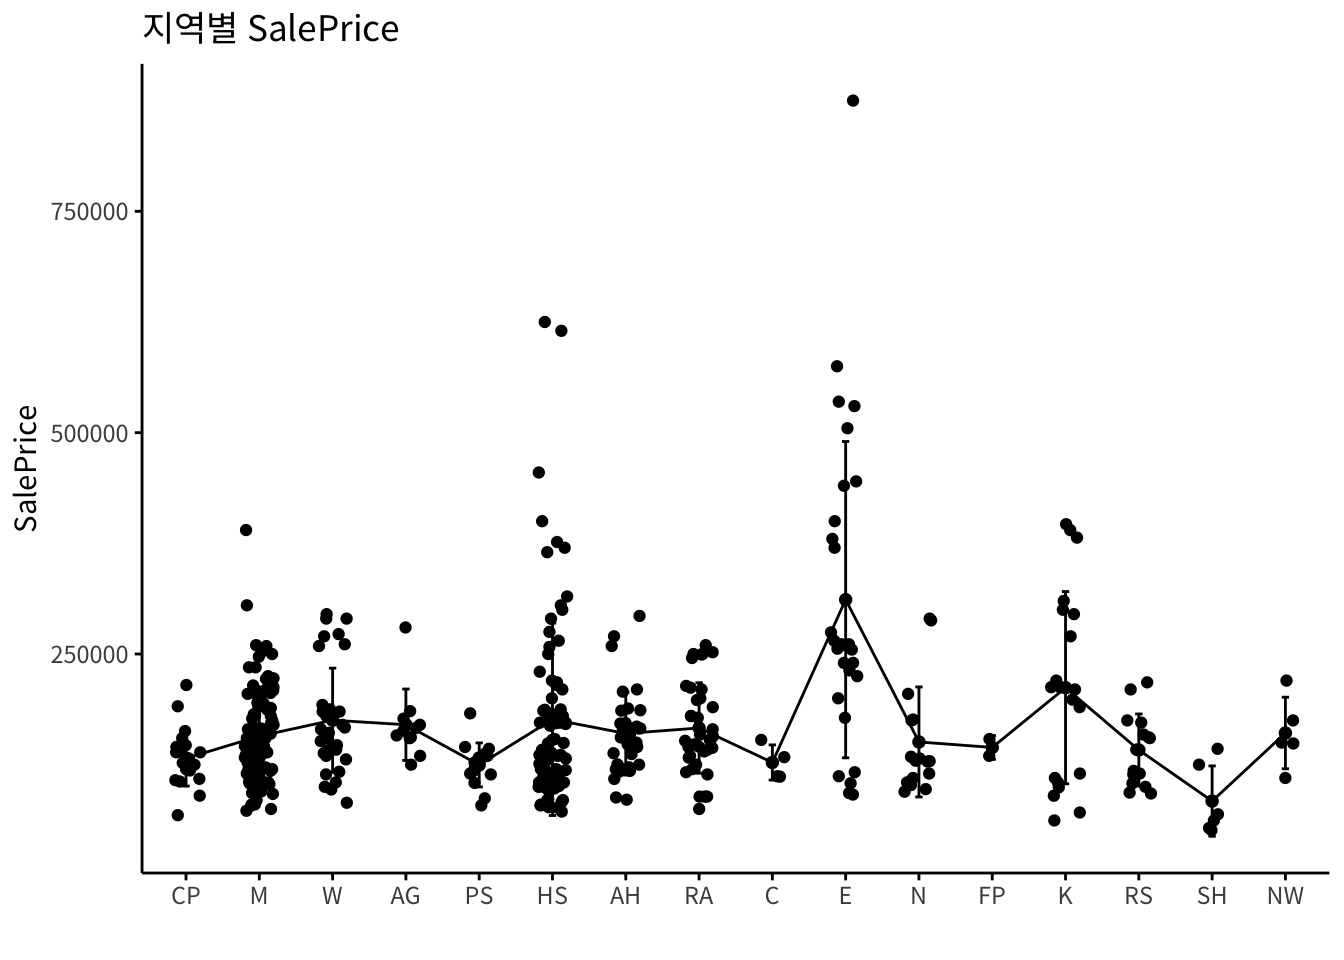 지역별 SalePrice
SalePrice
750000
500000
250000
CP M W AG PS HS AH RA C E N FP K RS SH NW